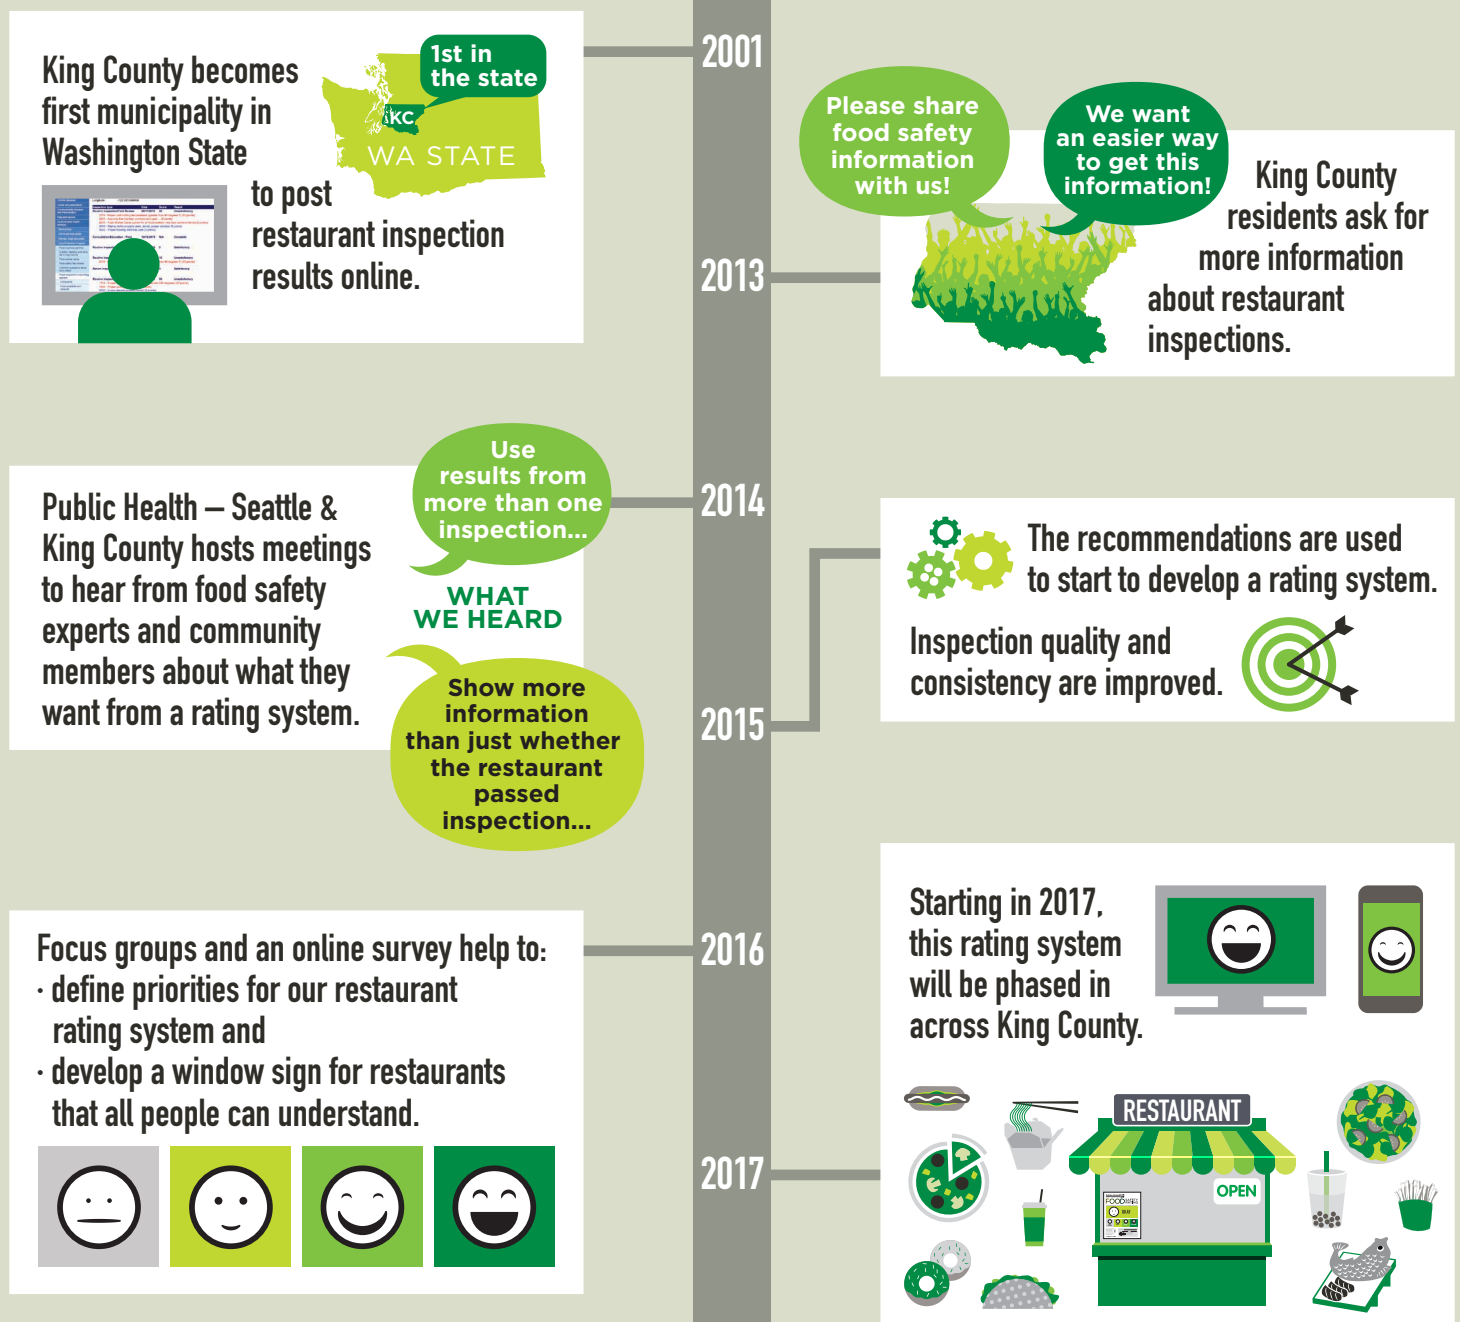 2001
King County becomes
first municipality in
Washington State
to post
restaurant inspection
results online.
1st in
the state
KC
WA STATE
2013
Please share
food safety
information
with us!
We want
an easier way
to get this
information!
King County
residents ask for
more information
about restaurant
inspections.
2014
Public Health – Seattle &
King County hosts meetings
to hear from food safety
experts and community
members about what they
want from a rating system.
Use
results from
more than one
inspection...
WHAT
WE HEARD
Show more
information
than just whether
the restaurant
passed
inspection...
2015
The recommendations are used
to start to develop a rating system.
Inspection quality and
consistency are improved.
2016
Focus groups and an online survey help to:
· define priorities for our restaurant
rating system and
· develop a window sign for restaurants
that all people can understand.
2017
Starting in 2017,
this rating system
will be phased in
across King County.
RESTAURANT
OPEN
FOOD